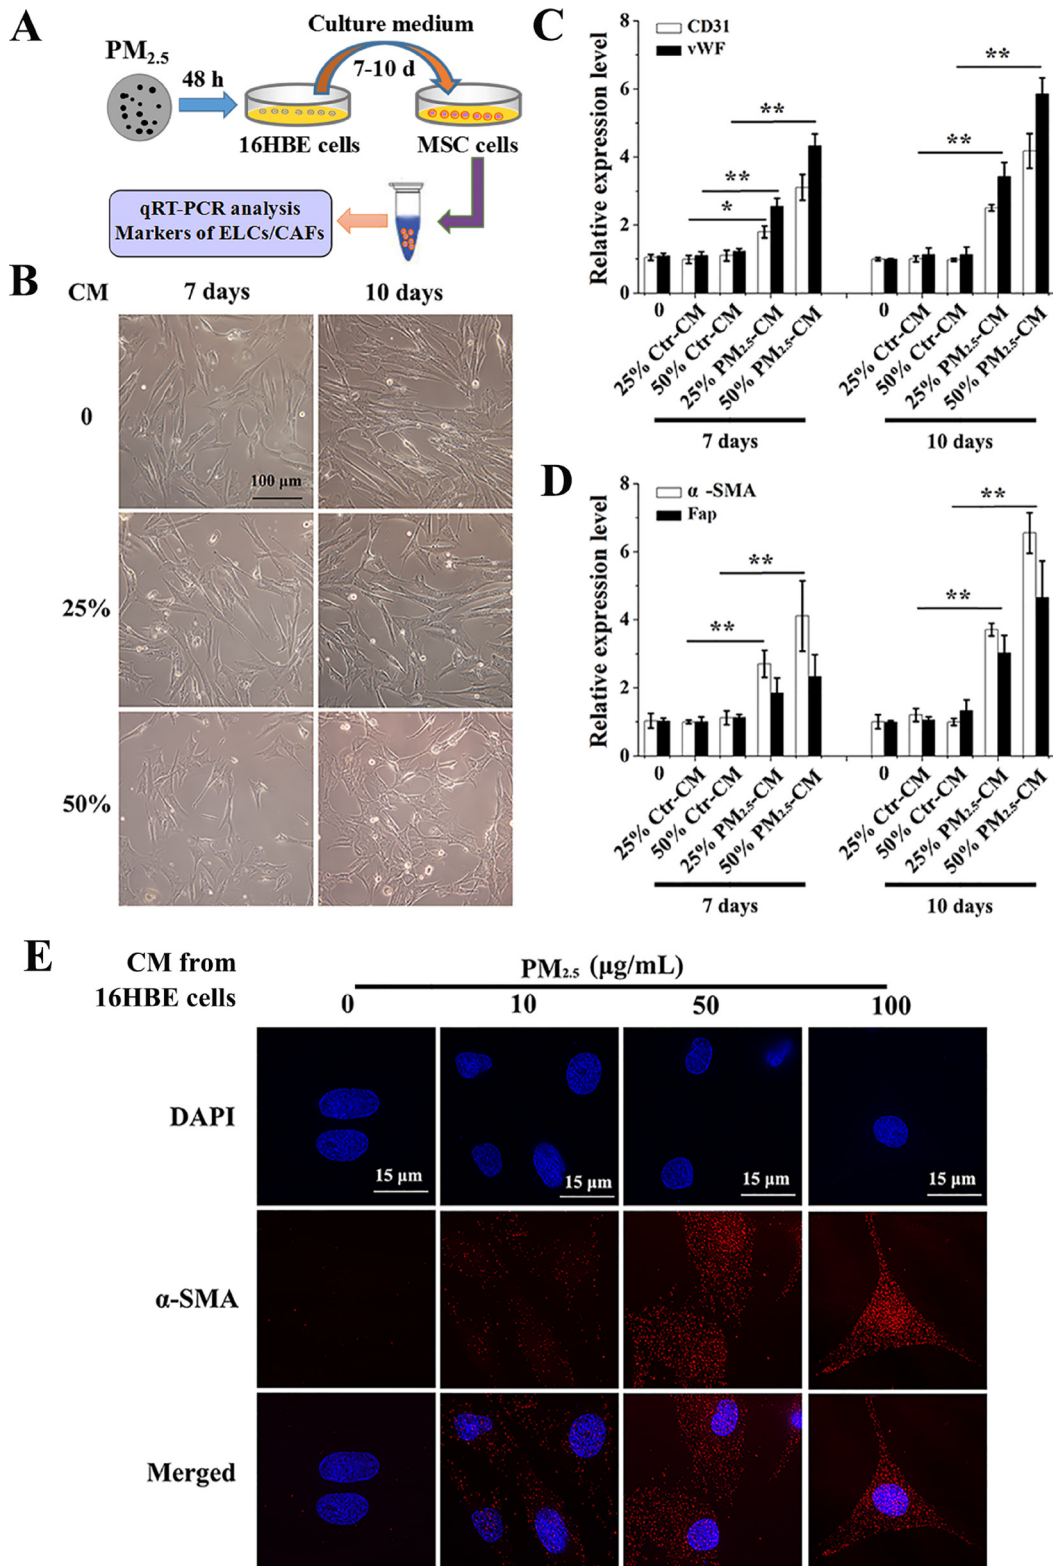 A
PM2.5
48 h
Culture medium
7-10 d
16HBE cells
MSC cells
qRT-PCR analysis
Markers of ELCs/CAFs
B
CM
7 days
10 days
0
100 μm
25%
50%
C
Relative expression level
8
6
4
2
0
CD31
vWF
*
**
**
**
**
0
25% Ctr-CM
50% Ctr-CM
25% PM2.5-CM
50% PM2.5-CM
7 days
0
25% Ctr-CM
50% Ctr-CM
25% PM2.5-CM
50% PM2.5-CM
10 days
D
Relative expression level
8
6
4
2
0
α -SMA
Fap
**
**
**
**
0
25% Ctr-CM
50% Ctr-CM
25% PM2.5-CM
50% PM2.5-CM
7 days
0
25% Ctr-CM
50% Ctr-CM
25% PM2.5-CM
50% PM2.5-CM
10 days
E
CM from
16HBE cells
PM2.5 (μg/mL)
0 10 50 100
DAPI
15 μm 15 μm 15 μm 15 μm
α-SMA
Merged